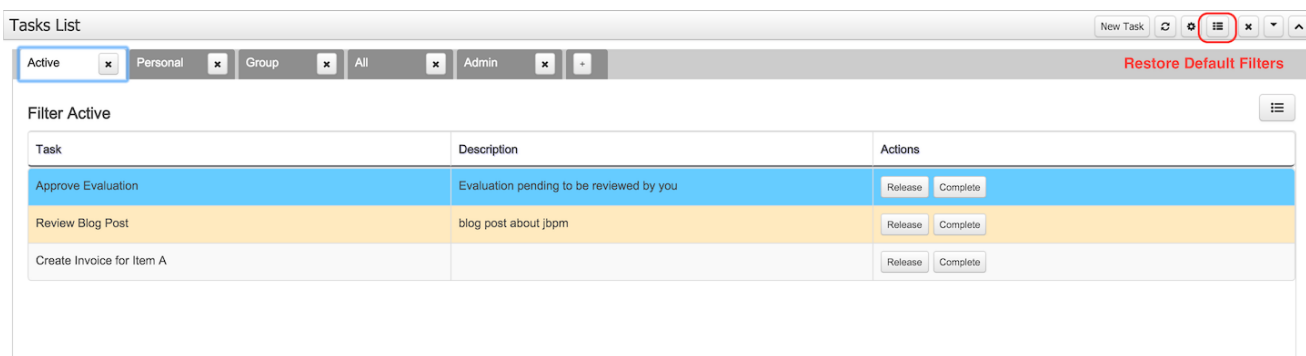 Tasks List New Task
Active Personal Group All Admin + Restore Default Filters
Filter Active
Task Description Actions
Approve Evaluation Evaluation pending to be reviewed by you Release Complete
Review Blog Post blog post about jbpm Release Complete
Create Invoice for Item A Release Complete